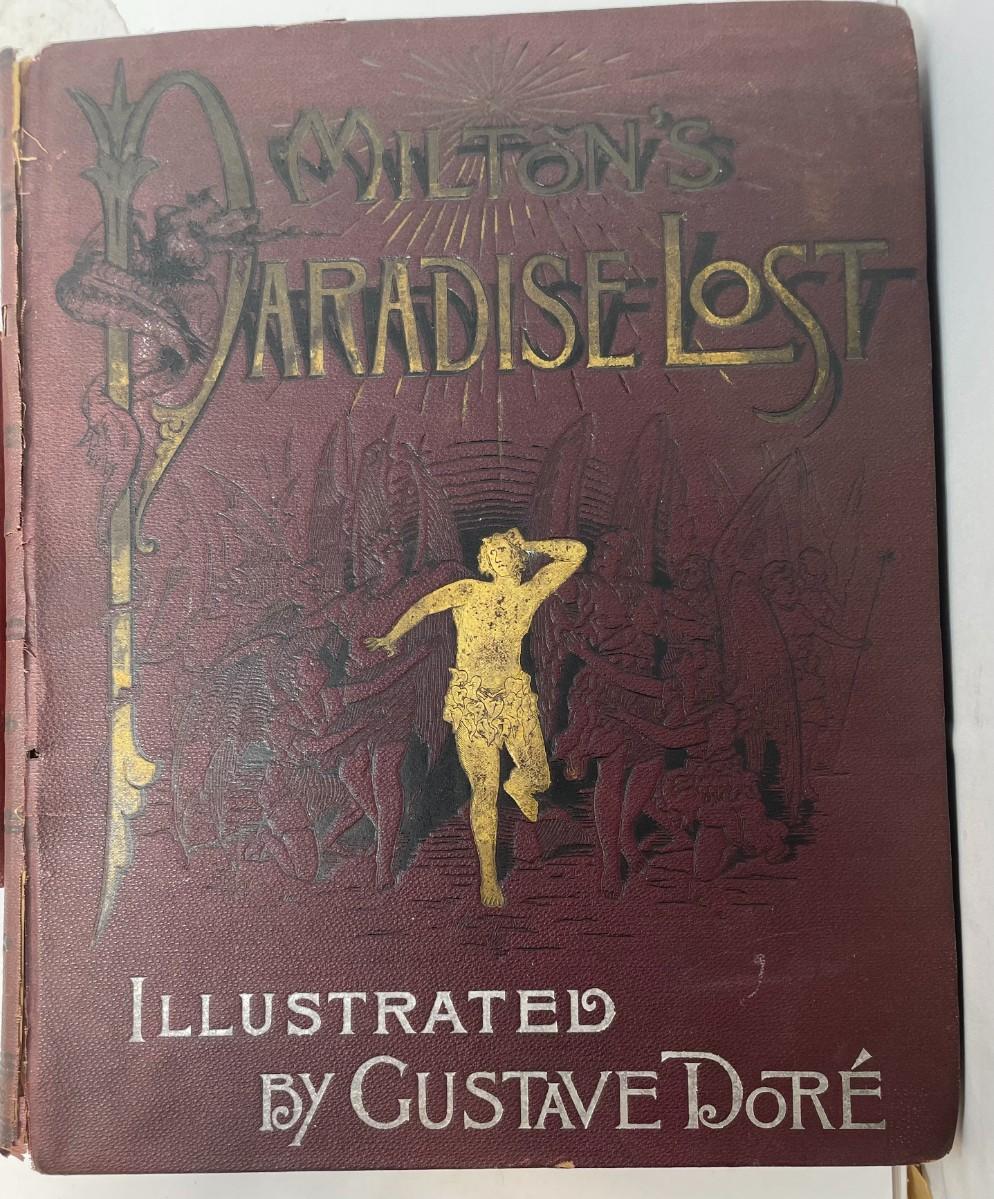 MILTON'S
PARADISE LOST
ILLUSTRATED
BY GUSTAVE DORÉ